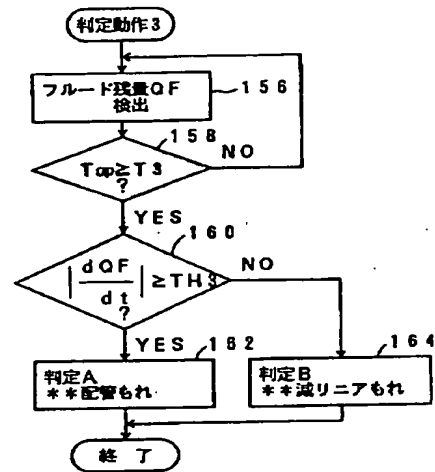 判定動作3
フルード残量QF
検出
156
158
Top≥T3
?
NO
YES
160
|dQF/dt|≥TH3
?
NO
YES
162
判定A
**配管もれ
164
判定B
**減リニアもれ
終了